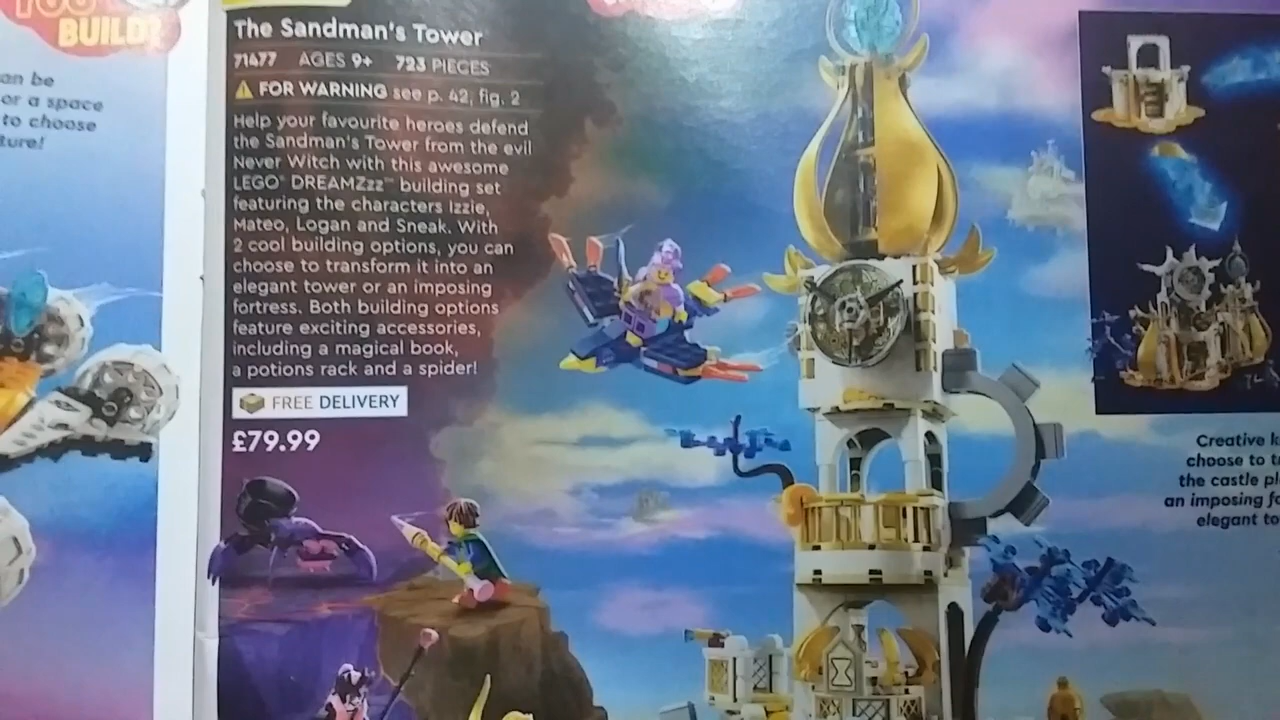 YOU
BUILD?
an be
or a space
to choose
ture!
The Sandman's Tower
71477 AGES 9+ 723 PIECES
FOR WARNING see p. 42, fig. 2
Help your favourite heroes defend
the Sandman's Tower from the evil
Never Witch with this awesome
LEGO® DREAMZzz™ building set
featuring the characters Izzie,
Mateo, Logan and Sneak. With
2 cool building options, you can
choose to transform it into an
elegant tower or an imposing
fortress. Both building options
feature exciting accessories,
including a magical book,
a potions rack and a spider!
FREE DELIVERY
£79.99
Creative k
choose to t
the castle pl
an imposing fo
elegant to